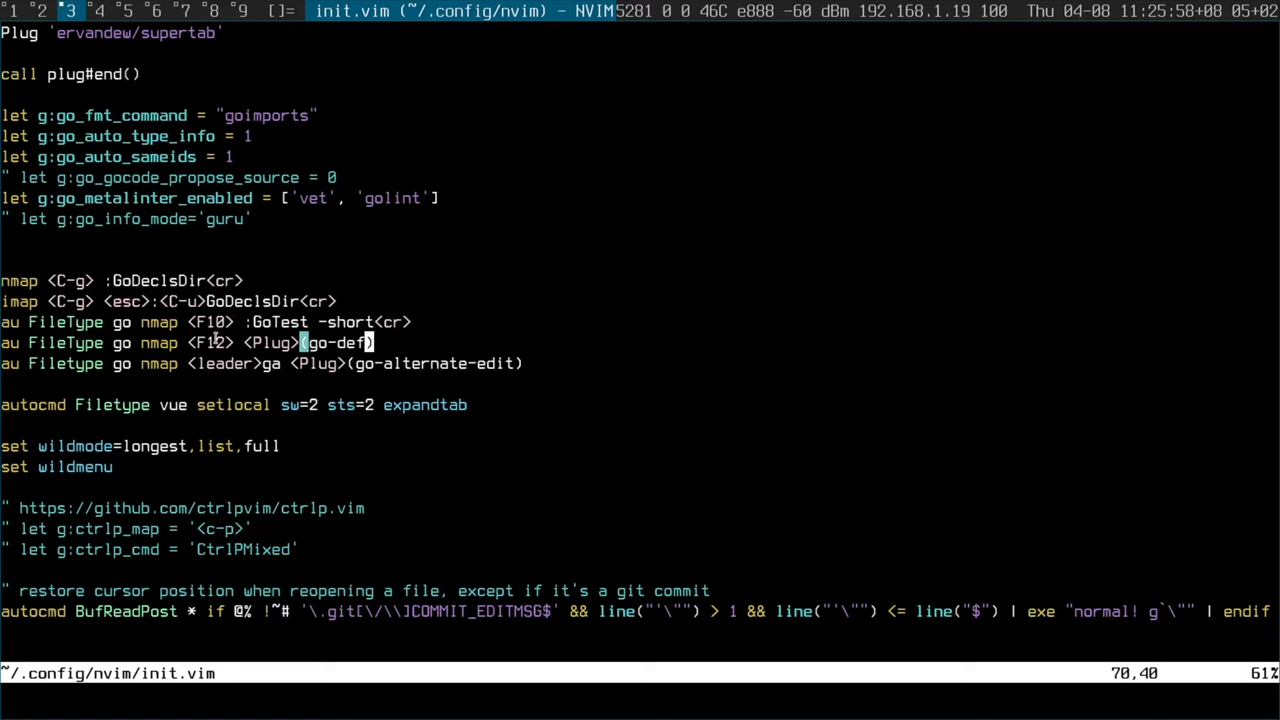 1 2 3 4 5 6 7 8 9 []= init.vim (~/.config/nvim) - NVIM 5281 0 0 46C e888 -60 dBm 192.168.1.19 100 Thu 04-08 11:25:58+08 05+02
Plug 'ervandew/supertab'
call plug#end()
let g:go_fmt_command = "goimports"
let g:go_auto_type_info = 1
let g:go_auto_sameids = 1
" let g:go_gocode_propose_source = 0
let g:go_metalinter_enabled = ['vet', 'golint']
" let g:go_info_mode='guru'
nmap <C-g> :GoDeclsDir<cr>
imap <C-g> <esc>:<C-u>GoDeclsDir<cr>
au FileType go nmap <F10> :GoTest -short<cr>
au FileType go nmap <F12> <Plug>(go-def)
au Filetype go nmap <leader>ga <Plug>(go-alternate-edit)
autocmd Filetype vue setlocal sw=2 sts=2 expandtab
set wildmode=longest,list,full
set wildmenu
" https://github.com/ctrlpvim/ctrlp.vim
" let g:ctrlp_map = '<c-p>'
" let g:ctrlp_cmd = 'CtrlPMixed'
" restore cursor position when reopening a file, except if it's a git commit
autocmd BufReadPost * if @% !~# '\.git[\/\\]COMMIT_EDITMSG$' && line("'\"") > 1 && line("'\"") <= line("$") | exe "normal! g`\"" | endif
~/.config/nvim/init.vim 70,40 61%